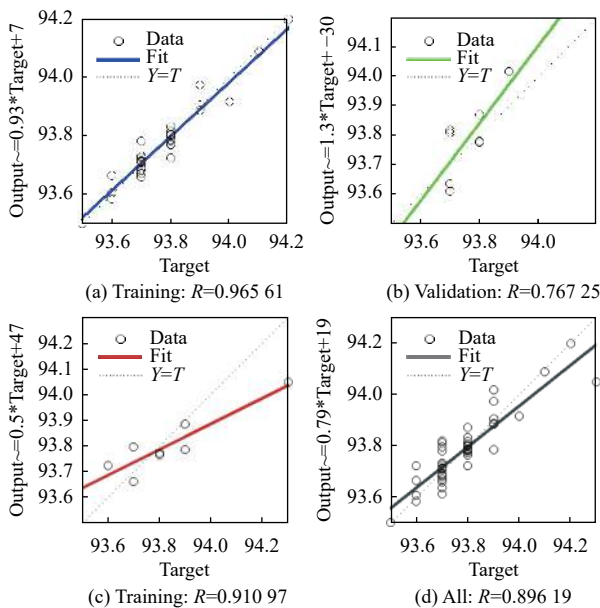 94.2
94.0
93.8
93.6
Output~=0.93*Target+7
Data
Fit
Y=T
93.6 93.8 94.0 94.2
Target
(a) Training: R=0.965 61
94.1
94.0
93.9
93.8
93.7
93.6
Output~=1.3*Target+−30
Data
Fit
Y=T
93.6 93.8 94.0
Target
(b) Validation: R=0.767 25
94.2
94.1
94.0
93.9
93.8
93.7
93.6
Output~=0.5*Target+47
Data
Fit
Y=T
93.6 93.8 94.0 94.2
Target
(c) Training: R=0.910 97
94.2
94.0
93.8
93.6
Output~=0.79*Target+19
Data
Fit
Y=T
93.6 93.8 94.0 94.2
Target
(d) All: R=0.896 19